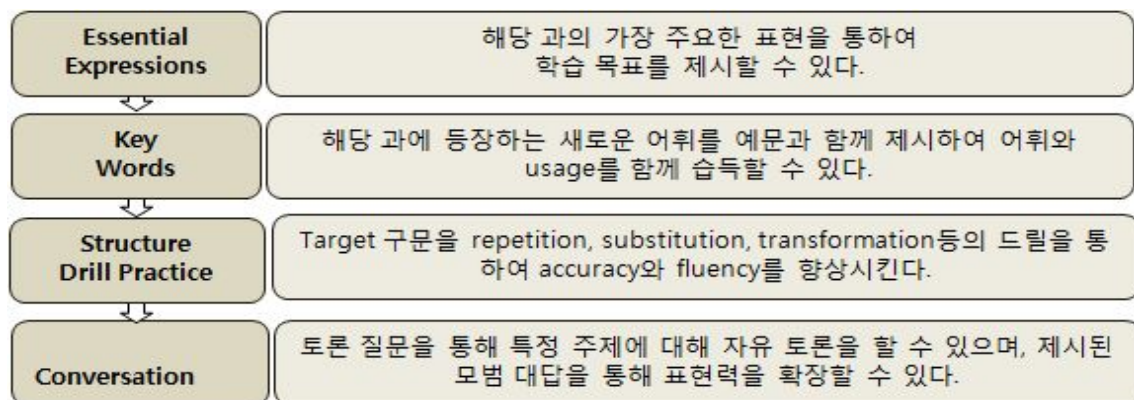 Essential
Expressions
해당 과의 가장 주요한 표현을 통하여
학습 목표를 제시할 수 있다.
Key
Words
해당 과에 등장하는 새로운 어휘를 예문과 함께 제시하여 어휘와
usage를 함께 습득할 수 있다.
Structure
Drill Practice
Target 구문을 repetition, substitution, transformation등의 드릴을 통
하여 accuracy와 fluency를 향상시킨다.
Conversation
토론 질문을 통해 특정 주제에 대해 자유 토론을 할 수 있으며, 제시된
모범 대답을 통해 표현력을 확장할 수 있다.